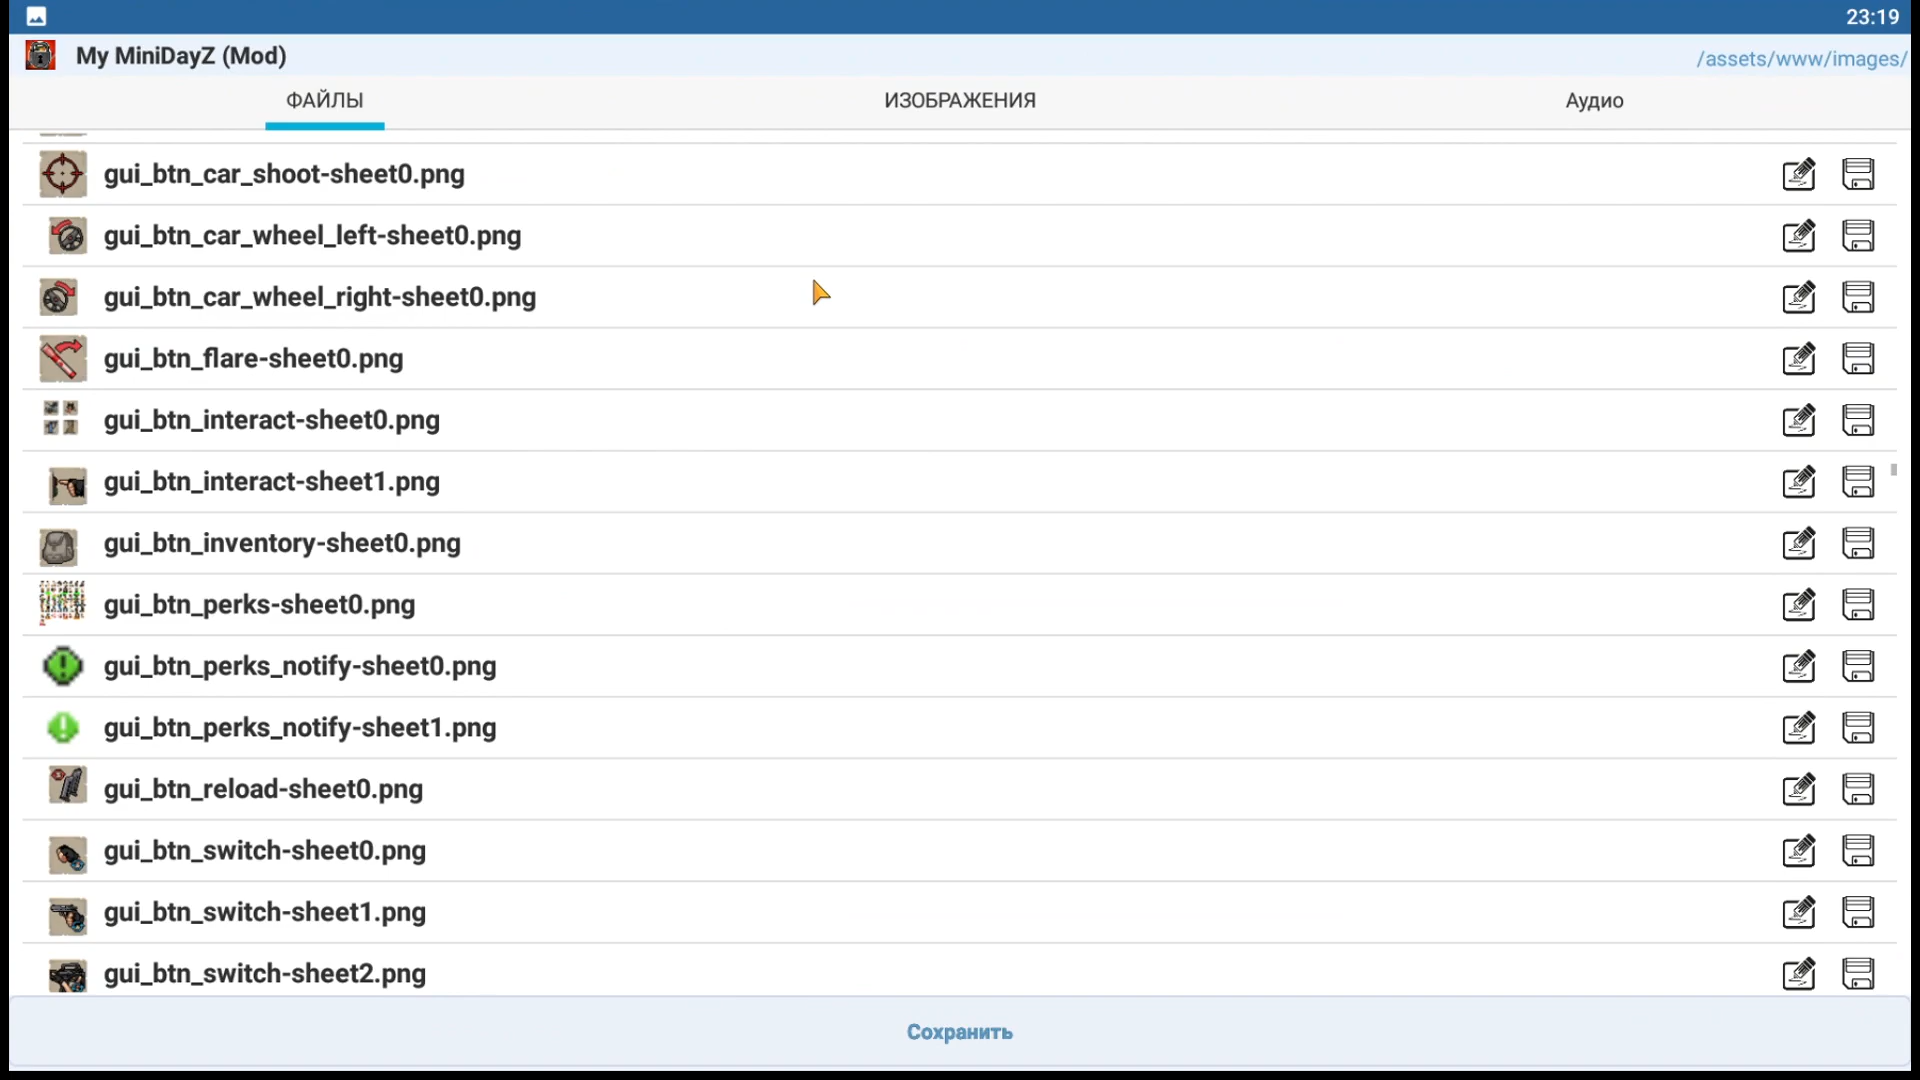 23:19
My MiniDayZ (Mod)
/assets/www/images/
ФАЙЛЫ
ИЗОБРАЖЕНИЯ
Аудио
gui_btn_car_shoot-sheet0.png
gui_btn_car_wheel_left-sheet0.png
gui_btn_car_wheel_right-sheet0.png
gui_btn_flare-sheet0.png
gui_btn_interact-sheet0.png
gui_btn_interact-sheet1.png
gui_btn_inventory-sheet0.png
gui_btn_perks-sheet0.png
gui_btn_perks_notify-sheet0.png
gui_btn_perks_notify-sheet1.png
gui_btn_reload-sheet0.png
gui_btn_switch-sheet0.png
gui_btn_switch-sheet1.png
gui_btn_switch-sheet2.png
Сохранить